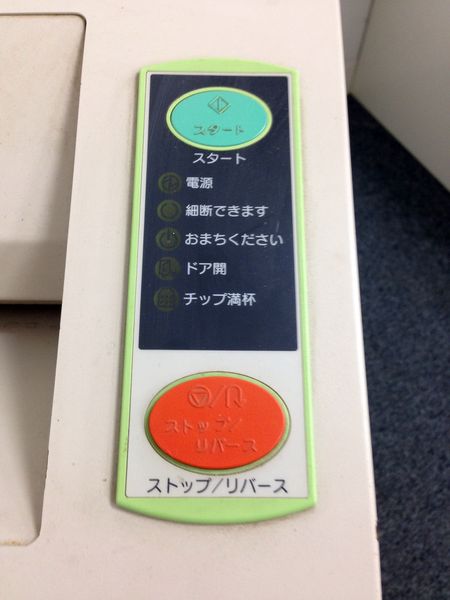 スタート
スタート
電源
細断できます
おまちください
ドア開
チップ満杯
ストップ/
リバース
ストップ/リバース